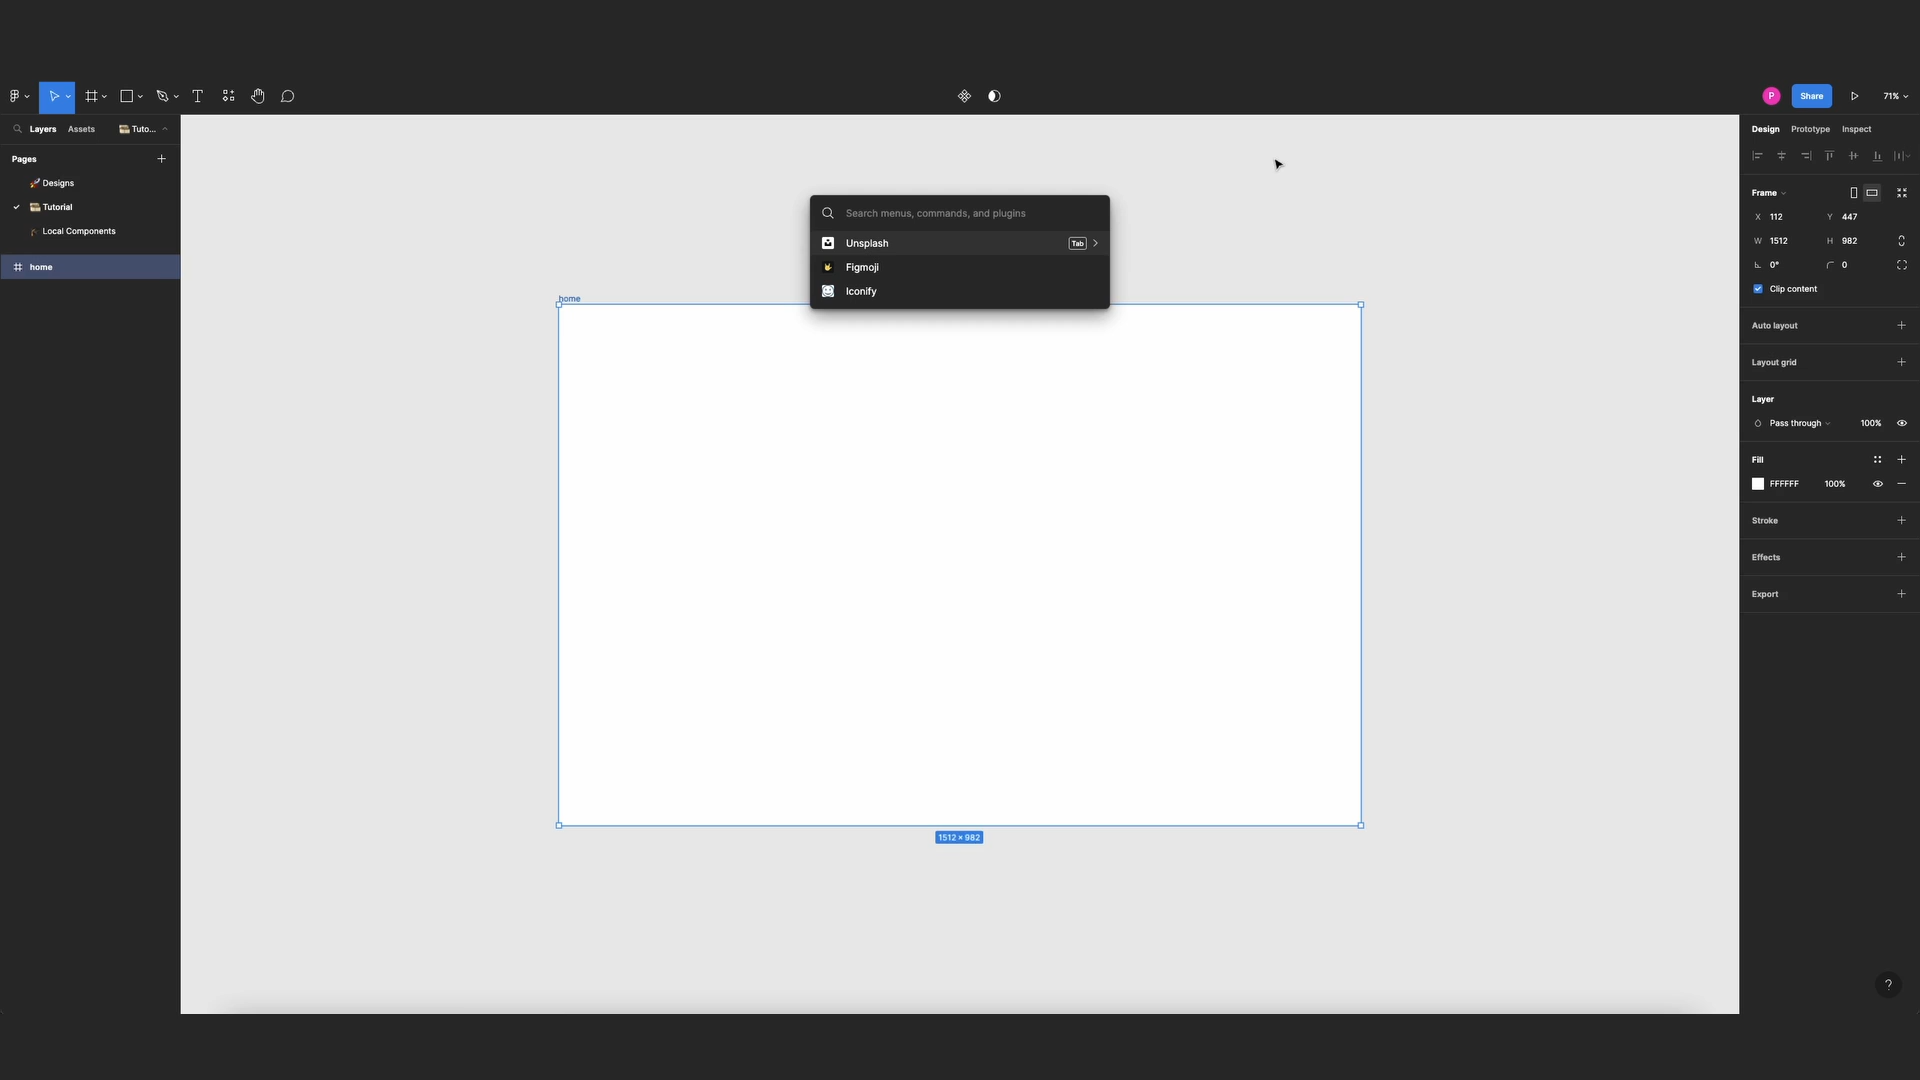 P
Share
71%
Layers
Assets
Tuto...
Pages
Designs
Tutorial
Local Components
home
Search menus, commands, and plugins
Unsplash
Tab
Figmoji
Iconify
home
1512 × 982
Design
Prototype
Inspect
Frame
X 112 Y 447
W 1512 H 982
0° 0
Clip content
Auto layout
Layout grid
Layer
Pass through 100%
Fill
FFFFFF 100%
Stroke
Effects
Export
?